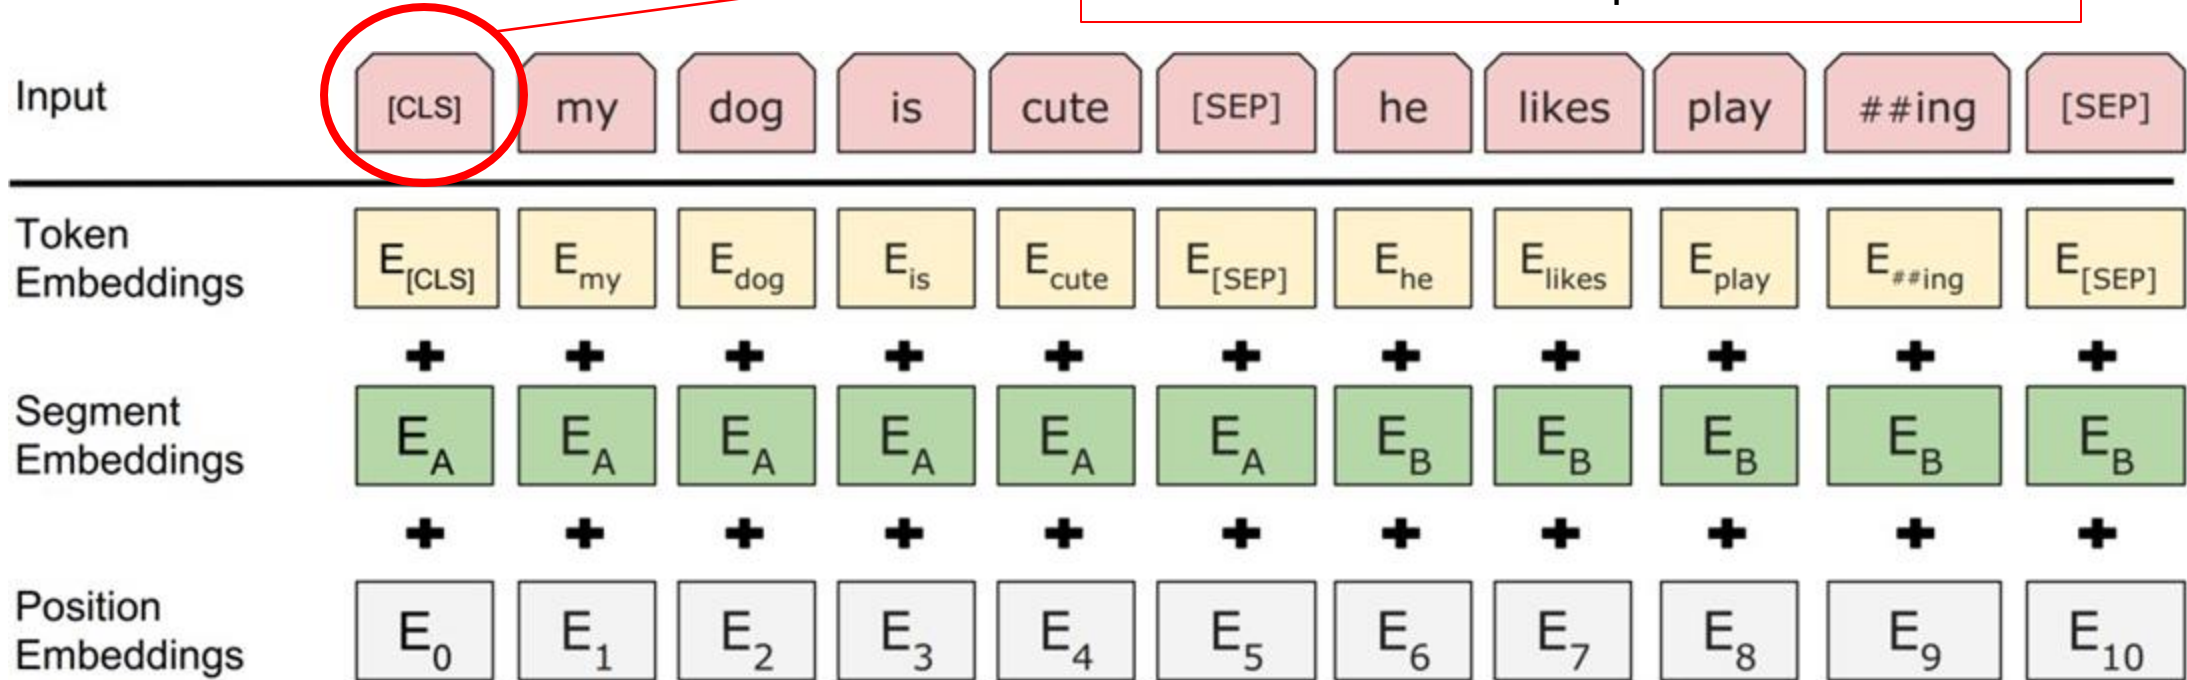 Input [CLS] my dog is cute [SEP] he likes play ##ing [SEP]
Token
Embeddings E[CLS] Emy Edog Eis Ecute E[SEP] Ehe Elikes Eplay E##ing E[SEP]
+ + + + + + + + + + +
Segment
Embeddings EA EA EA EA EA EA EB EB EB EB EB
+ + + + + + + + + + +
Position
Embeddings E0 E1 E2 E3 E4 E5 E6 E7 E8 E9 E10